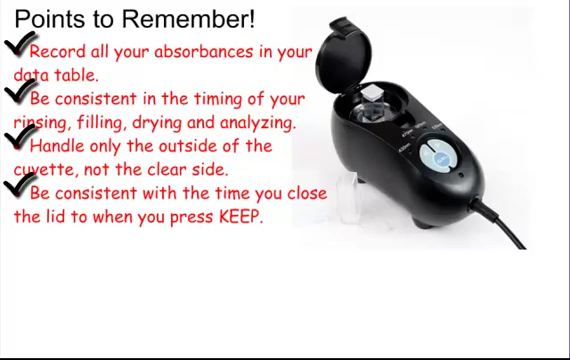 Points to Remember!
Record all your absorbances in your
data table.
Be consistent in the timing of your
rinsing, filling, drying and analyzing.
Handle only the outside of the
cuvette, not the clear side.
Be consistent with the time you close
the lid to when you press KEEP.